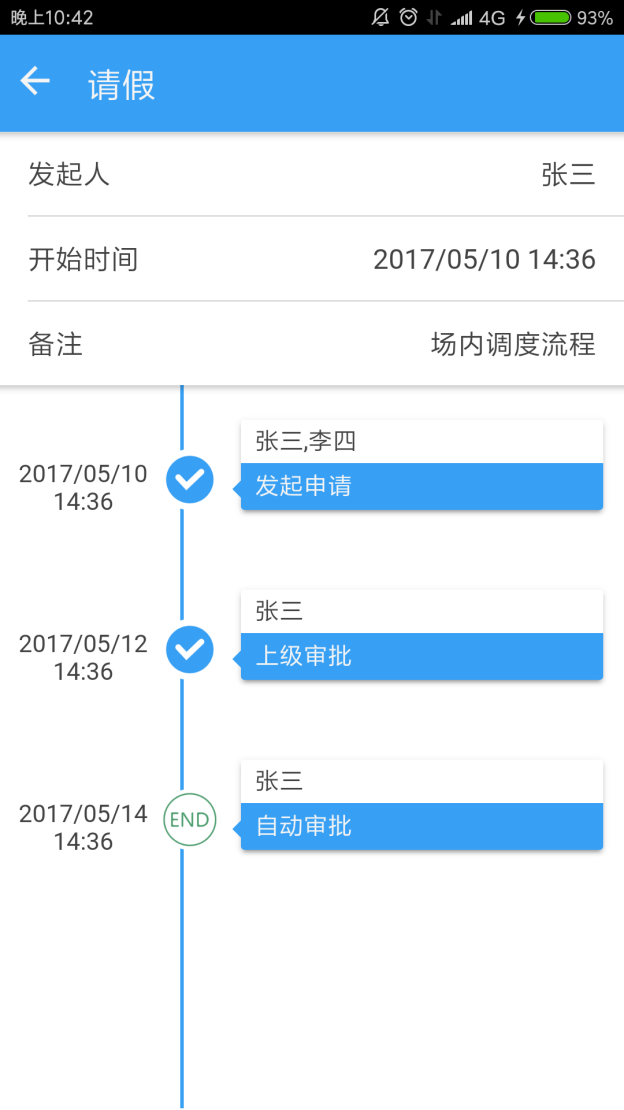 晚上10:42
4G
93%
请假
发起人 张三
开始时间 2017/05/10 14:36
备注 场内调度流程
张三,李四
2017/05/10
14:36
发起申请
张三
2017/05/12
14:36
上级审批
张三
2017/05/14
14:36
END
自动审批